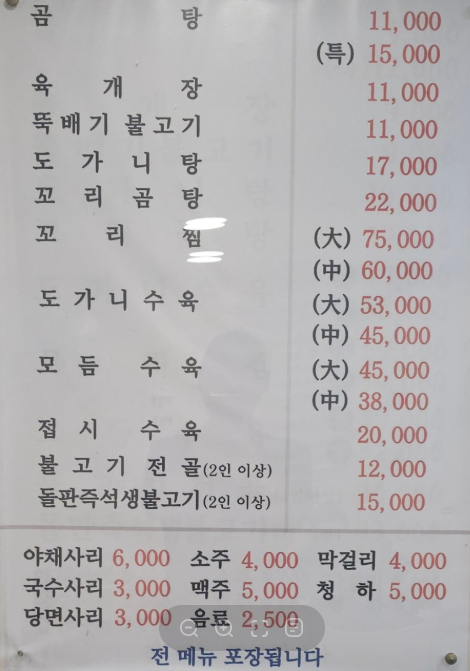 곰 탕 11,000
(특) 15,000
육 개 장 11,000
뚝배기 불고기 11,000
도 가 니 탕 17,000
꼬 리 곰 탕 22,000
꼬 리 찜 (大) 75,000
(中) 60,000
도 가 니 수 육 (大) 53,000
(中) 45,000
모 듬 수 육 (大) 45,000
(中) 38,000
접 시 수 육 20,000
불 고 기 전 골 (2인 이상) 12,000
돌판즉석생불고기 (2인 이상) 15,000
야채사리 6,000 소주 4,000 막걸리 4,000
국수사리 3,000 맥주 5,000 청 하 5,000
당면사리 3,000 음료 2,500
전 메뉴 포장됩니다